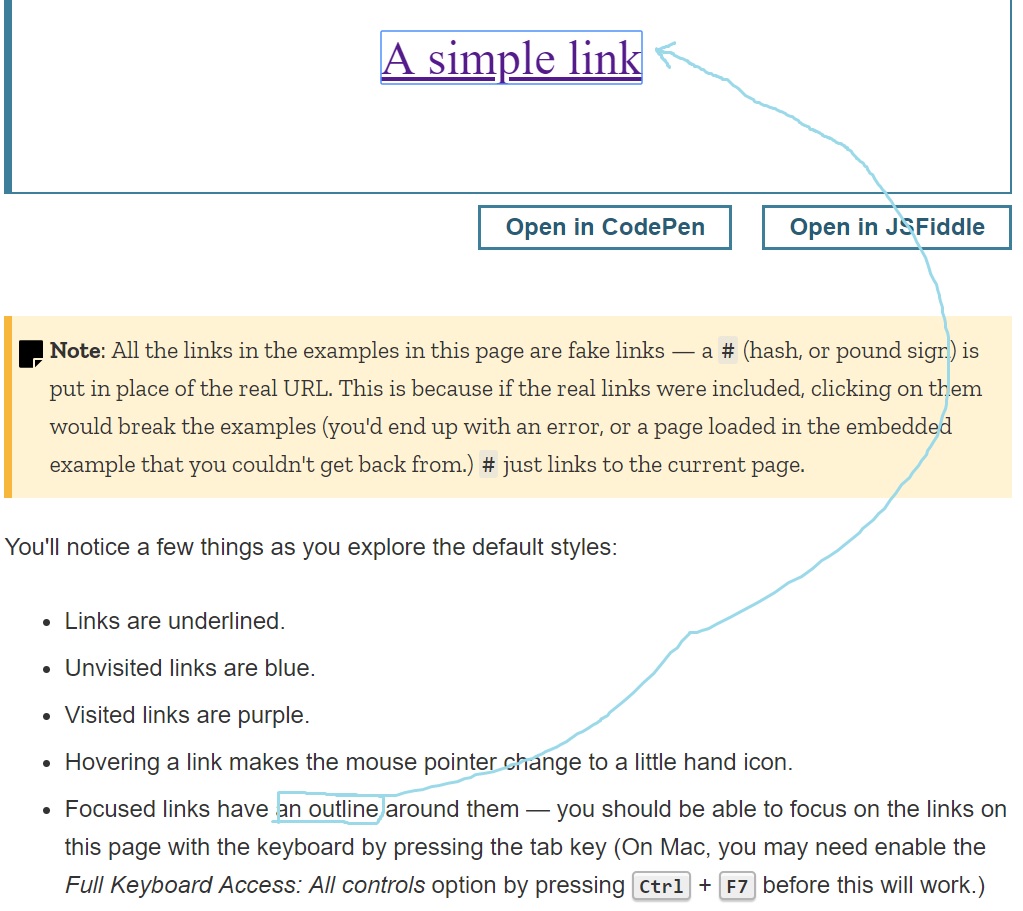 A simple link
Open in CodePen
Open in JSFiddle
Note: All the links in the examples in this page are fake links — a # (hash, or pound sign) is
put in place of the real URL. This is because if the real links were included, clicking on them
would break the examples (you'd end up with an error, or a page loaded in the embedded
example that you couldn't get back from.) # just links to the current page.
You'll notice a few things as you explore the default styles:
• Links are underlined.
• Unvisited links are blue.
• Visited links are purple.
• Hovering a link makes the mouse pointer change to a little hand icon.
• Focused links have an outline around them — you should be able to focus on the links on
this page with the keyboard by pressing the tab key (On Mac, you may need enable the
Full Keyboard Access: All controls option by pressing Ctrl + F7 before this will work.)